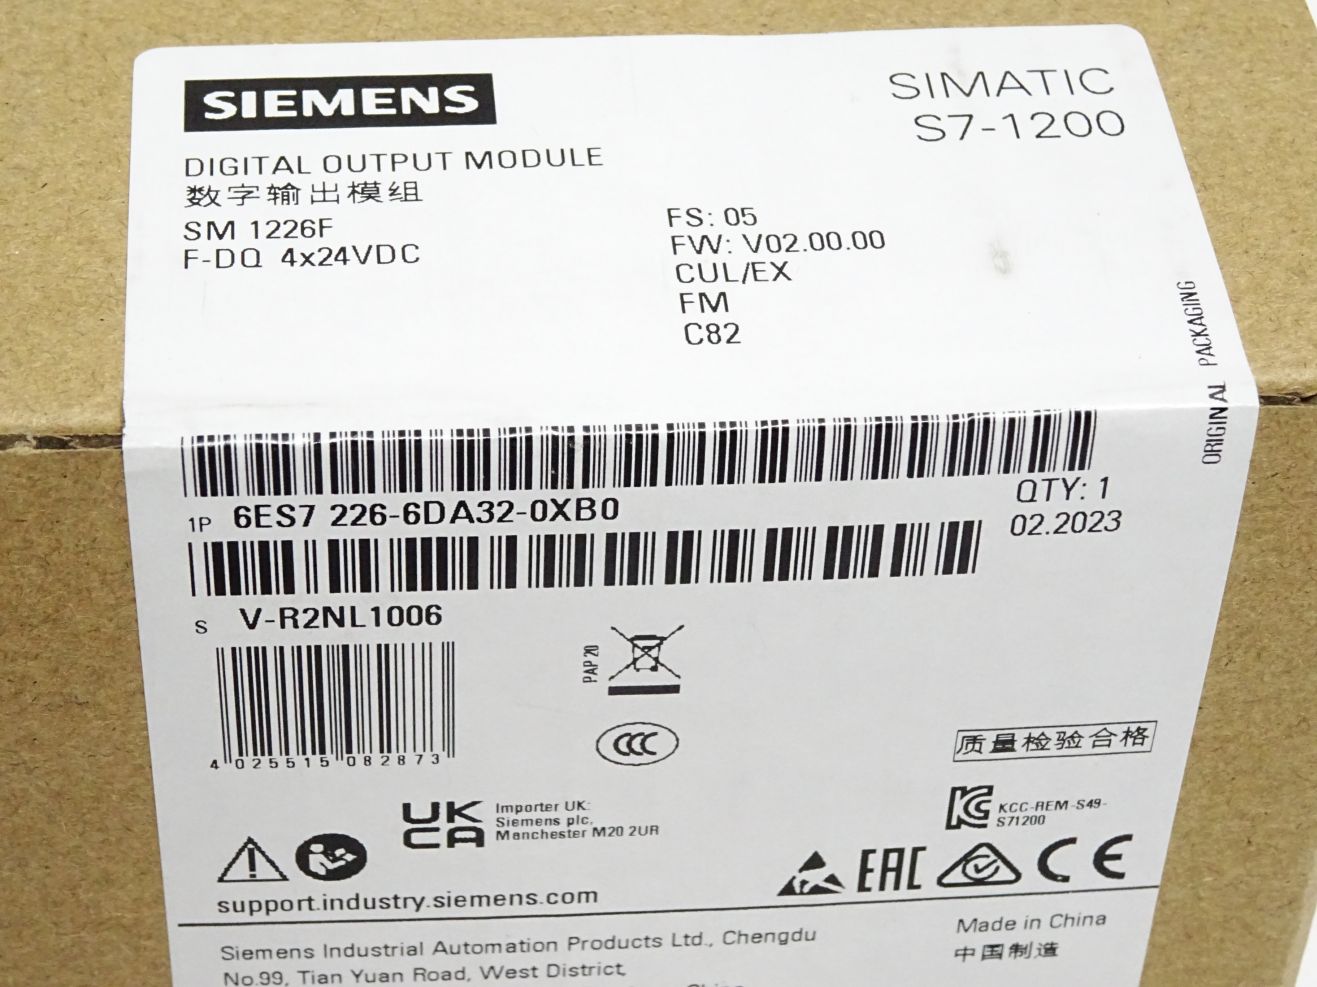 SIEMENS
SIMATIC
S7-1200
DIGITAL OUTPUT MODULE
数字输出模组
SM 1226F
F-DQ 4x24VDC
FS: 05
FW: V02.00.00
CUL/EX
FM
C82
ORIGINAL PACKAGING
1P 6ES7 226-6DA32-0XB0
QTY: 1
02.2023
S V-R2NL1006
PAP 20
CCC
4 025515 082873
质量检验合格
UK
CA
Importer UK:
Siemens plc,
Manchester M20 2UR
KCC-REM-S49-
S71200
EAC
CE
support.industry.siemens.com
Siemens Industrial Automation Products Ltd., Chengdu
No.99, Tian Yuan Road, West District,
China
Made in China
中国制造